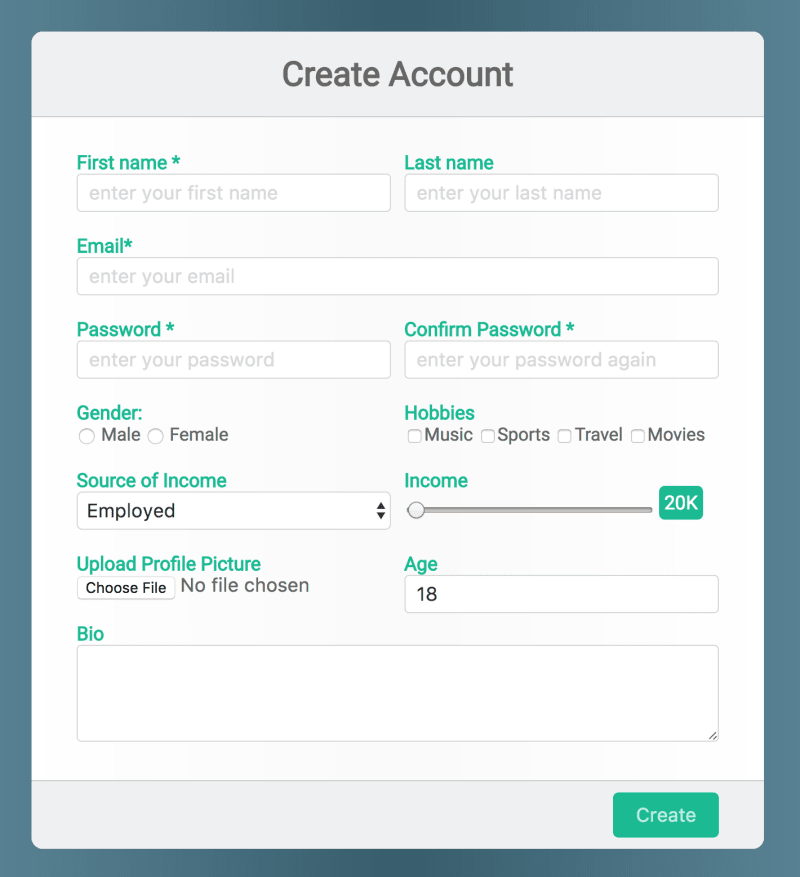 Create Account
First name * Last name
enter your first name enter your last name
Email*
enter your email
Password * Confirm Password *
enter your password enter your password again
Gender: Hobbies
Male Female Music Sports Travel Movies
Source of Income Income
Employed 20K
Upload Profile Picture Age
Choose File No file chosen 18
Bio
Create